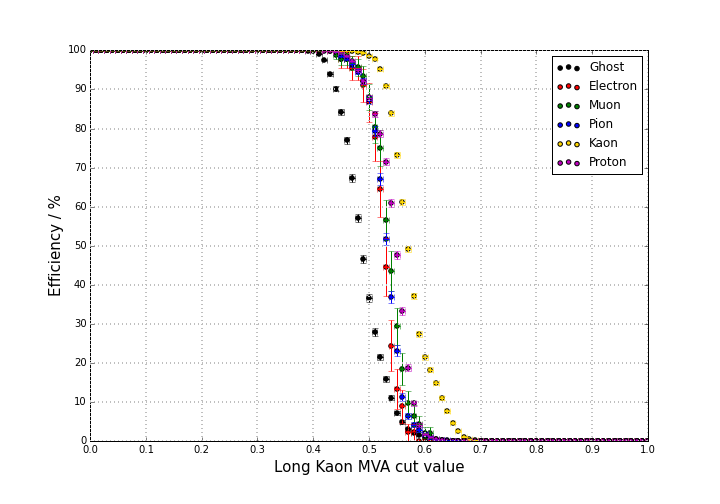 100
90
80
70
60
50
40
30
20
10
0
Efficiency / %
Ghost
Electron
Muon
Pion
Kaon
Proton
0.0 0.1 0.2 0.3 0.4 0.5 0.6 0.7 0.8 0.9 1.0
Long Kaon MVA cut value